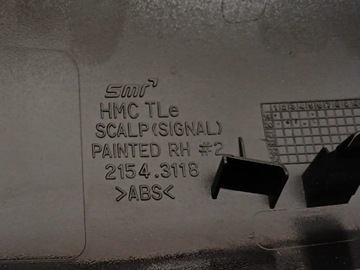 smr
HMC TLe
SCALP(SIGNAL)
PAINTED RH #2
2154.3118
>ABS<